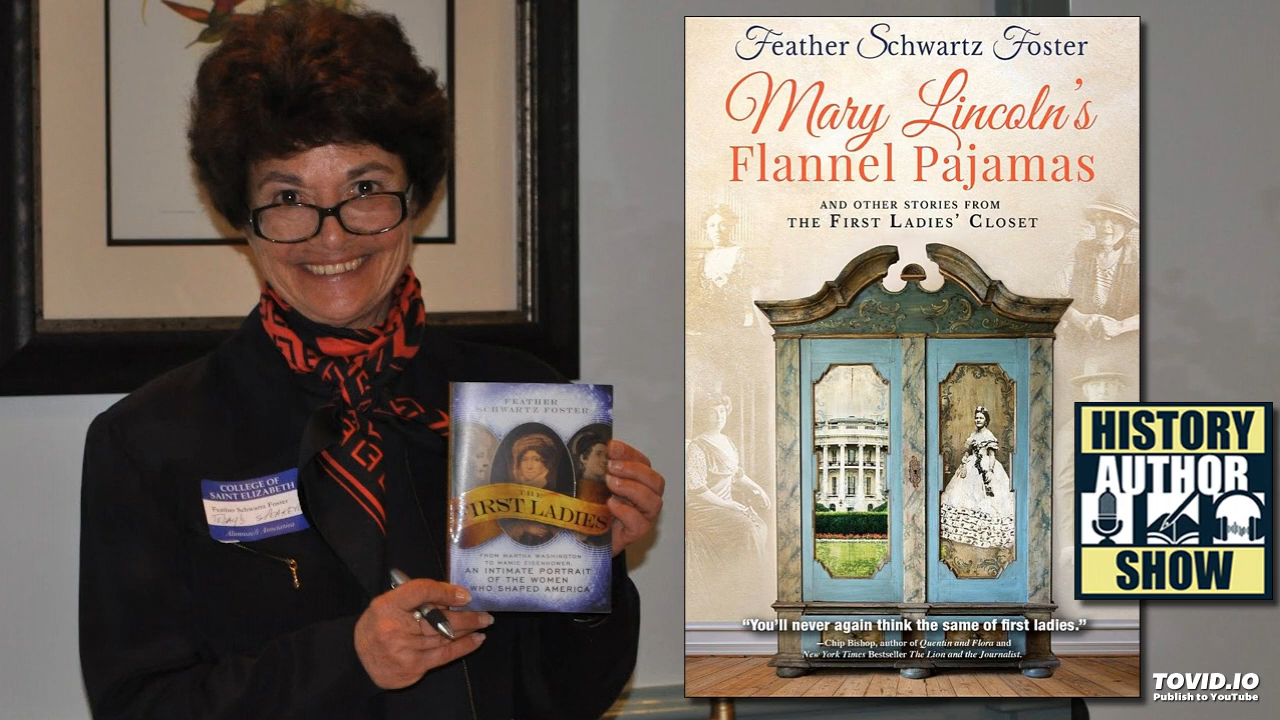 COLLEGE OF
SAINT ELIZABETH
Feather Schwartz Foster
TODAY'S SPEAKER
Alumnae/i Association
FEATHER
SCHWARTZ FOSTER
THE
FIRST LADIES
FROM MARTHA WASHINGTON
TO MAMIE EISENHOWER,
AN INTIMATE PORTRAIT
OF THE WOMEN
WHO SHAPED AMERICA
Feather Schwartz Foster
Mary Lincoln's
Flannel Pajamas
AND OTHER STORIES FROM
THE FIRST LADIES' CLOSET
"You'll never again think the same of first ladies."
—Chip Bishop, author of Quentin and Flora and
New York Times Bestseller The Lion and the Journalist.
HISTORY
AUTHOR
SHOW
TOVID.IO
Publish to YouTube